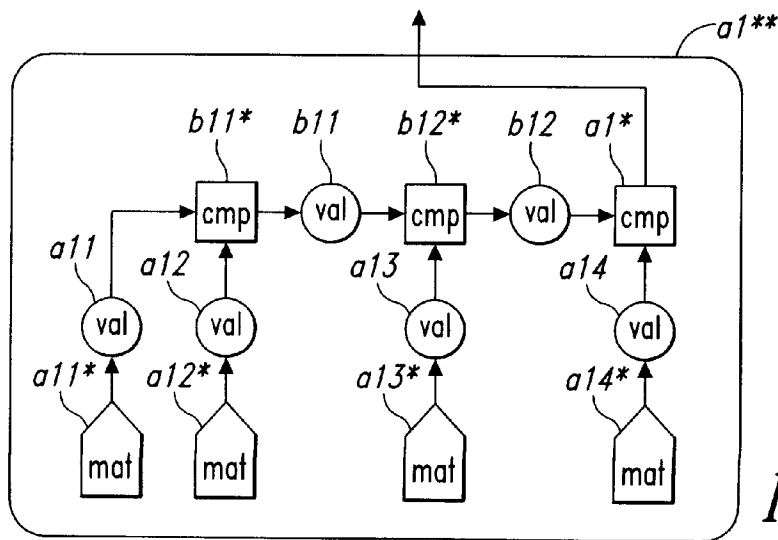 a1**
b11* b11 b12* b12 a1*
cmp val cmp val cmp
a11 a12 a13 a14
val val val val
a11* a12* a13* a14*
mat mat mat mat